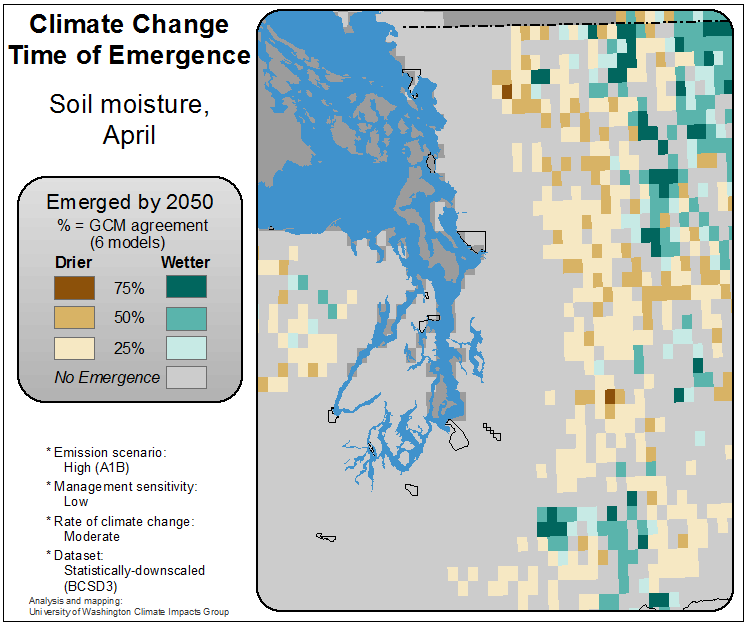 Climate Change
Time of Emergence
Soil moisture,
April
Emerged by 2050
% = GCM agreement
(6 models)
Drier Wetter
75%
50%
25%
No Emergence
* Emission scenario:
High (A1B)
* Management sensitivity:
Low
* Rate of climate change:
Moderate
* Dataset:
Statistically-downscaled
(BCSD3)
Analysis and mapping:
University of Washington Climate Impacts Group